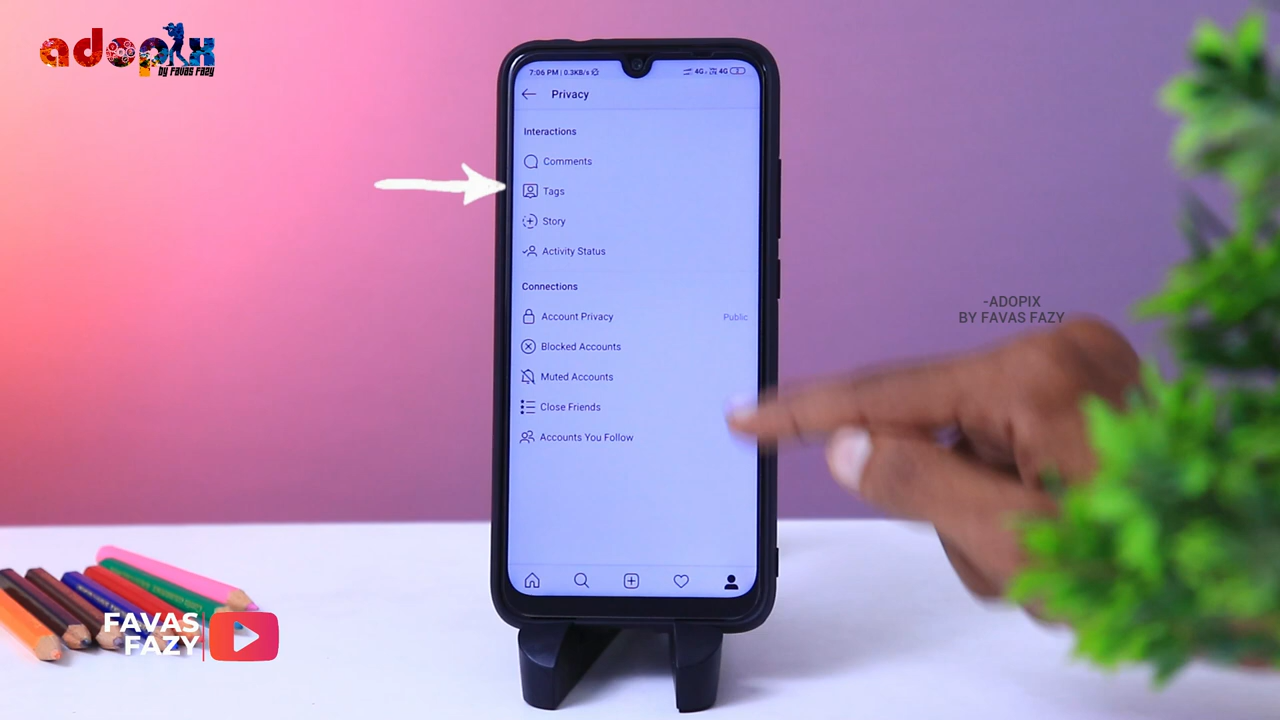 adopix
by FAVAS FAZY
7:06 PM | 0.3KB/s
4G
4G
Privacy
Interactions
Comments
Tags
Story
Activity Status
Connections
Account Privacy
Public
Blocked Accounts
Muted Accounts
Close Friends
Accounts You Follow
-ADOPIX
BY FAVAS FAZY
FAVAS
FAZY